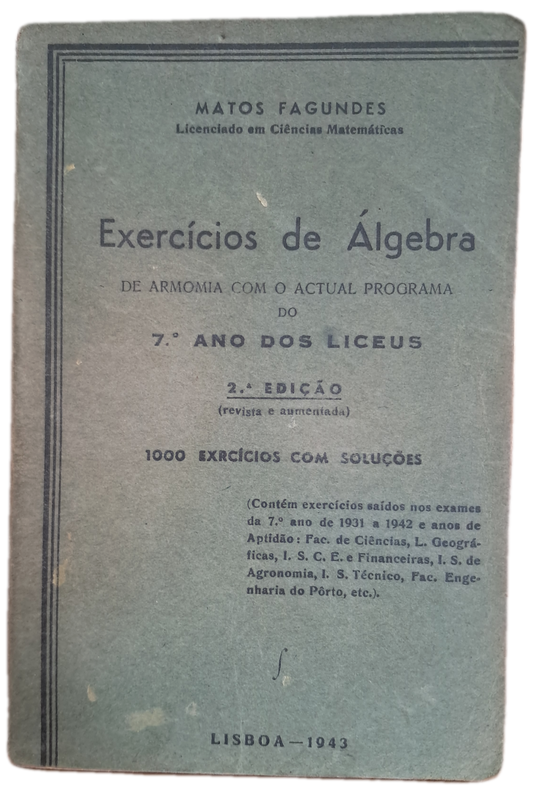 MATOS FAGUNDES
Licenciado em Ciências Matemáticas
Exercícios de Álgebra
DE ARMOMIA COM O ACTUAL PROGRAMA
DO
7.º ANO DOS LICEUS
2.ª EDIÇÃO
(revista e aumentada)
1000 EXRCÍCIOS COM SOLUÇÕES
(Contém exercícios saídos nos exames
da 7.º ano de 1931 a 1942 e anos de
Aptidão: Fac. de Ciências, L. Geográ-
ficas, I. S. C. E. e Financeiras, I. S. de
Agronomia, I. S. Técnico, Fac. Enge-
nharia do Pôrto, etc.).
∫
LISBOA—1943